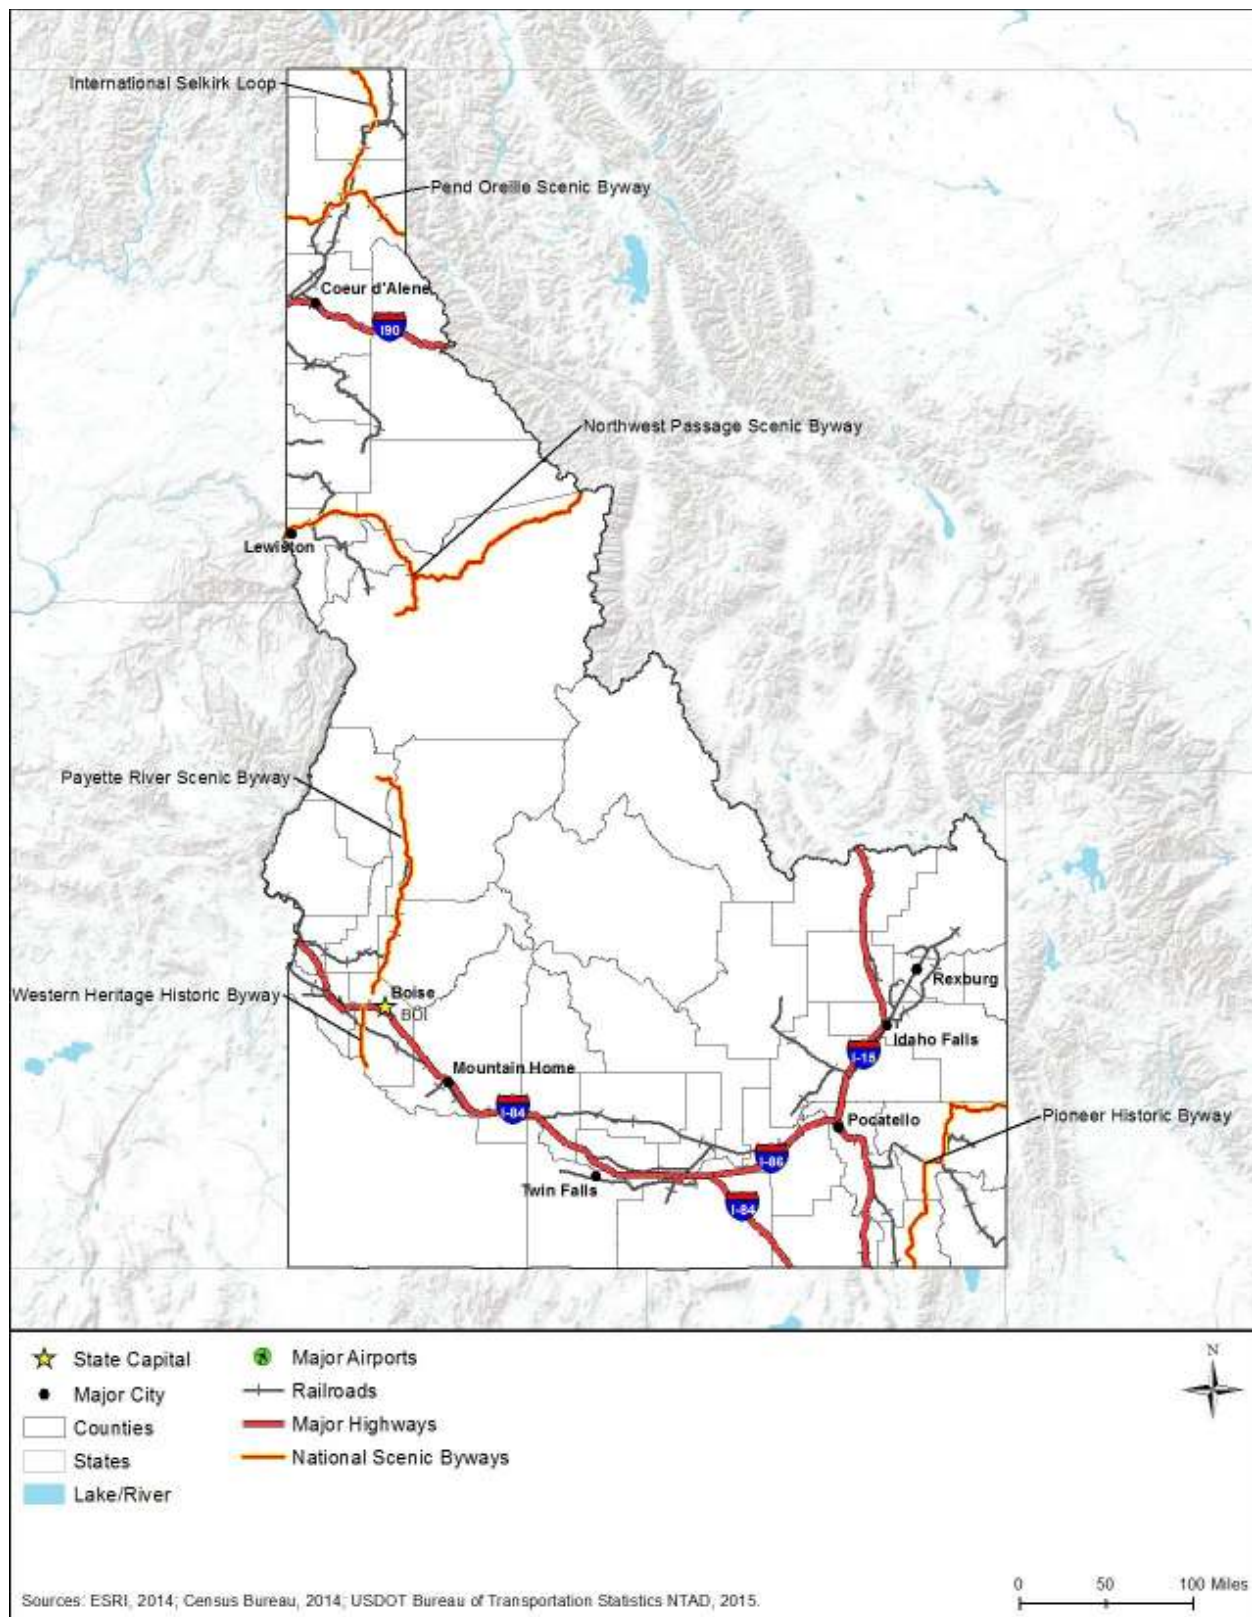 International Selkirk Loop
Pend Oreille Scenic Byway
Coeur d'Alene
I90
Northwest Passage Scenic Byway
Lewiston
Payette River Scenic Byway
Western Heritage Historic Byway
Boise
BOI
Rexburg
Idaho Falls
I-15
Mountain Home
I-84
Pioneer Historic Byway
Pocatello
I-86
Twin Falls
I-84
State Capital
Major City
Counties
States
Lake/River
Major Airports
Railroads
Major Highways
National Scenic Byways
N
0 50 100 Miles
Sources: ESRI, 2014; Census Bureau, 2014; USDOT Bureau of Transportation Statistics NTAD, 2015.